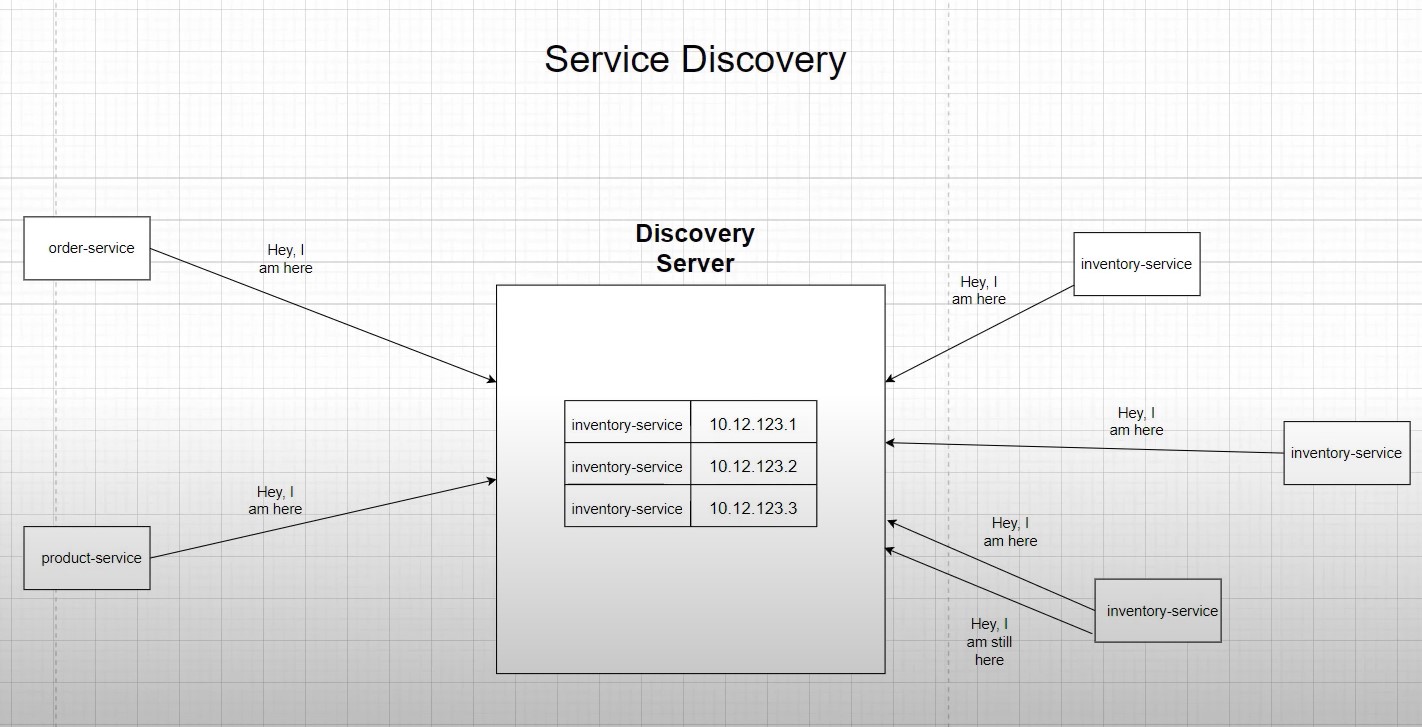 Service Discovery
order-service
Hey, I
am here
product-service
Hey, I
am here
Discovery
Server
inventory-service 10.12.123.1
inventory-service 10.12.123.2
inventory-service 10.12.123.3
Hey, I
am here
inventory-service
Hey, I
am here
inventory-service
Hey, I
am here
inventory-service
Hey, I
am still
here